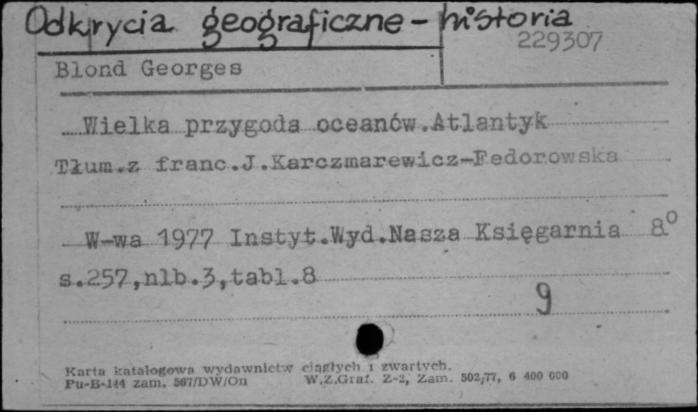 Odkrycia geograficzne - historia
229307
Blond Georges
Wielka przygoda oceanów.Atlantyk
Tłum.z franc.J.Karczmarewicz-Fedorowska
W-wa 1977 Instyt.Wyd.Nasza Księgarnia 8°
s.257,nlb.3,tabl.8
9
Karta katalogowa wydawnictw ciągłych i zwartych.
Pu-B-144 zam. 567/DW/On W.Z.Graf. Z-2, Zam. 502/77, 6 400 000